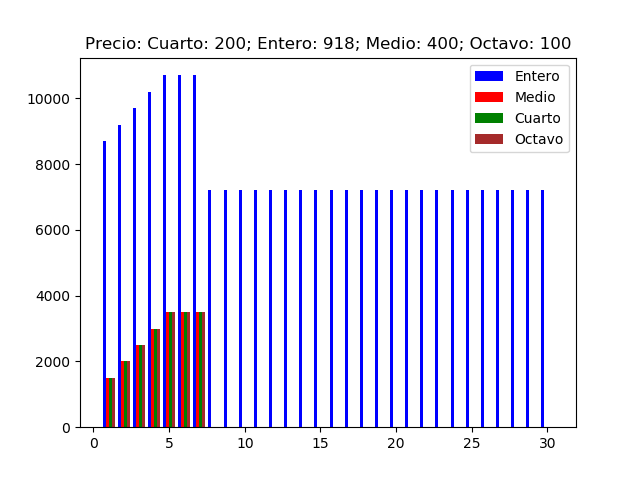 Precio: Cuarto: 200; Entero: 918; Medio: 400; Octavo: 100
Entero
Medio
Cuarto
Octavo
10000
8000
6000
4000
2000
0
0 5 10 15 20 25 30